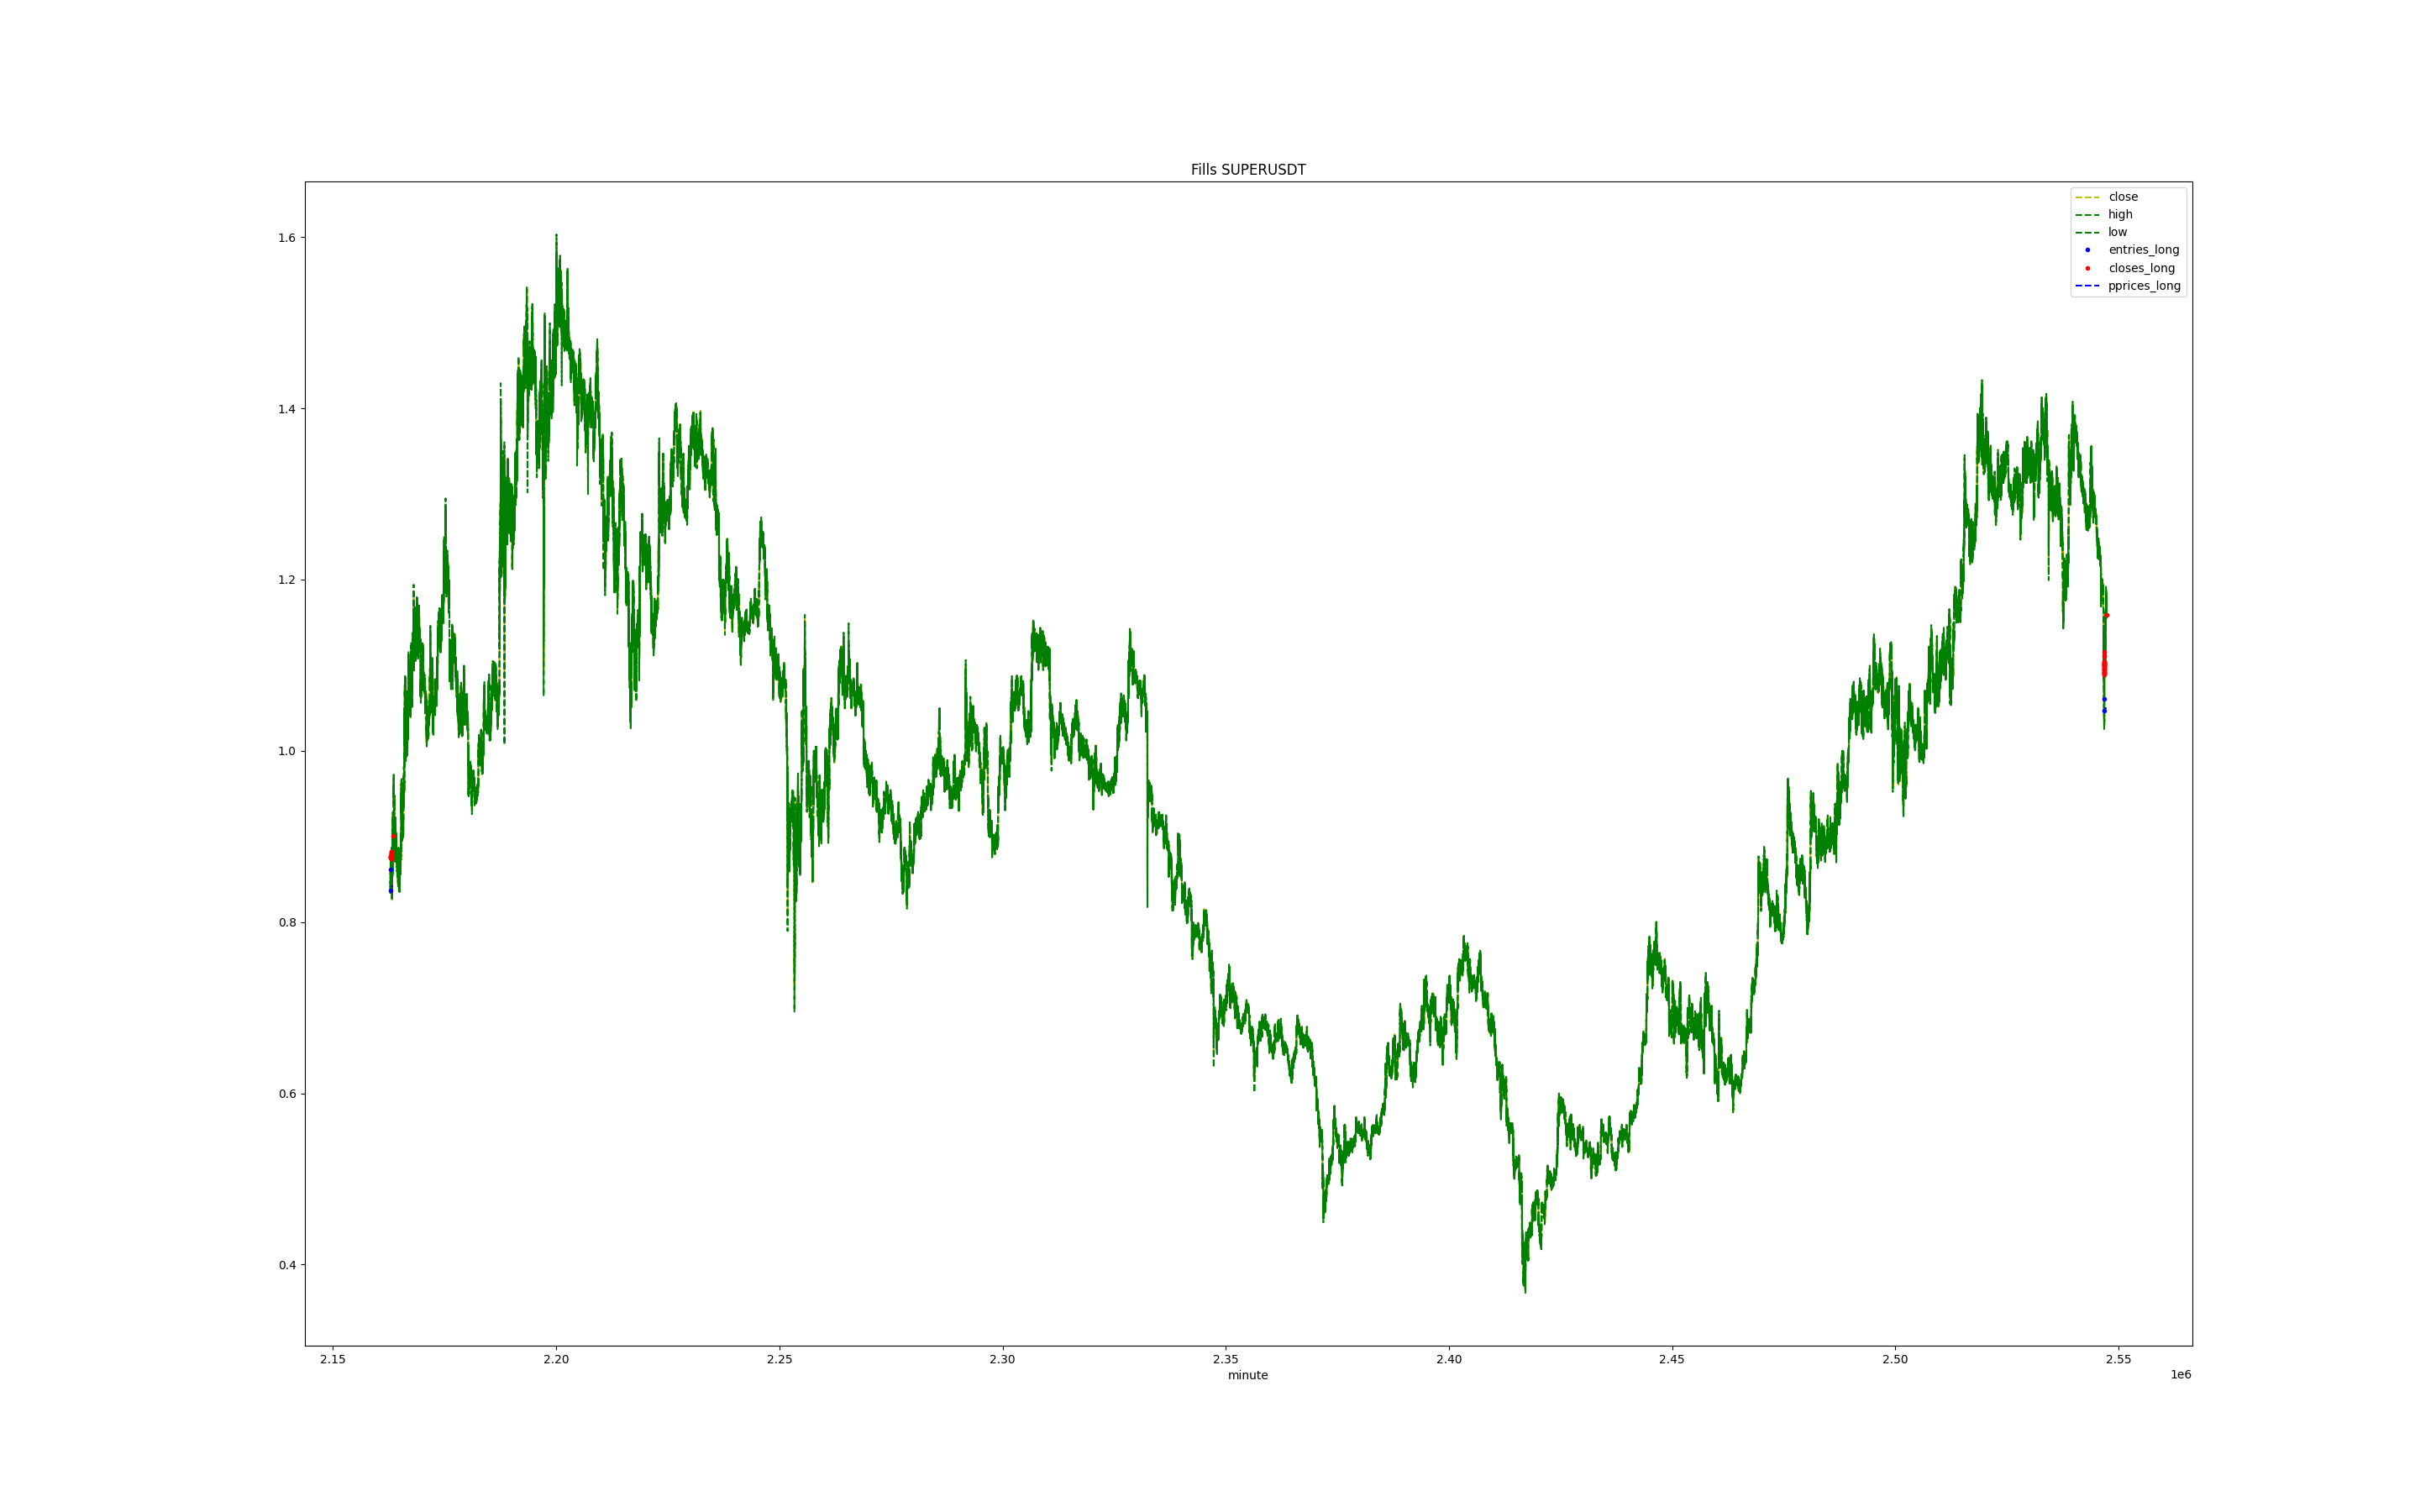 Fills SUPERUSDT
close
high
low
entries_long
closes_long
pprices_long
1.6
1.4
1.2
1.0
0.8
0.6
0.4
2.15 2.20 2.25 2.30 2.35 2.40 2.45 2.50 2.55
minute
1e6